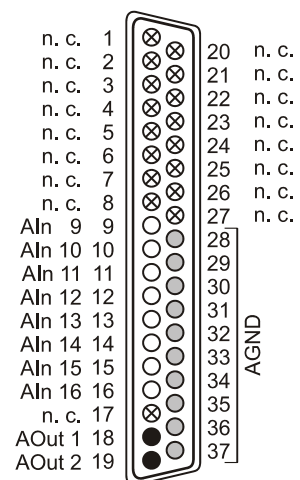 n. c. 1
20 n. c.
n. c. 2
21 n. c.
n. c. 3
22 n. c.
n. c. 4
23 n. c.
n. c. 5
24 n. c.
n. c. 6
25 n. c.
n. c. 7
26 n. c.
n. c. 8
27 n. c.
AIn 9 9
28
AIn 10 10
29
AIn 11 11
30
AIn 12 12
31
AIn 13 13
32
AIn 14 14
33
AIn 15 15
34
AIn 16 16
35
n. c. 17
36
AOut 1 18
37
AOut 2 19
AGND